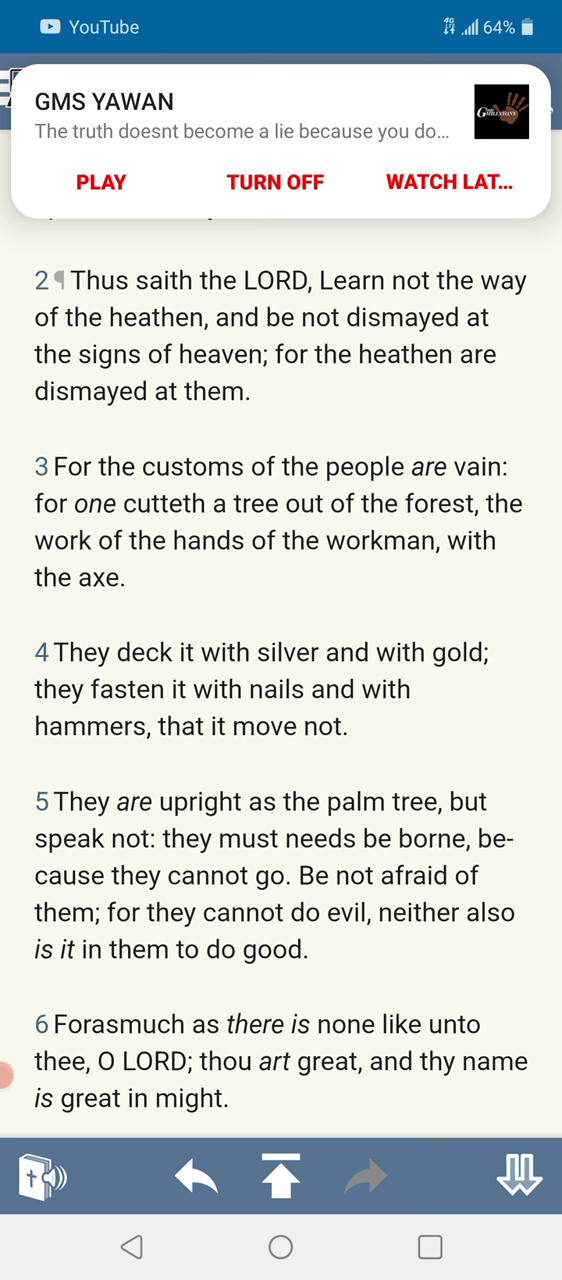 YouTube
4G
64%
GMS YAWAN
The truth doesnt become a lie because you do...
PLAY
TURN OFF
WATCH LAT...
2 ¶ Thus saith the LORD, Learn not the way
of the heathen, and be not dismayed at
the signs of heaven; for the heathen are
dismayed at them.
3 For the customs of the people are vain:
for one cutteth a tree out of the forest, the
work of the hands of the workman, with
the axe.
4 They deck it with silver and with gold;
they fasten it with nails and with
hammers, that it move not.
5 They are upright as the palm tree, but
speak not: they must needs be borne, be-
cause they cannot go. Be not afraid of
them; for they cannot do evil, neither also
is it in them to do good.
6 Forasmuch as there is none like unto
thee, O LORD; thou art great, and thy name
is great in might.